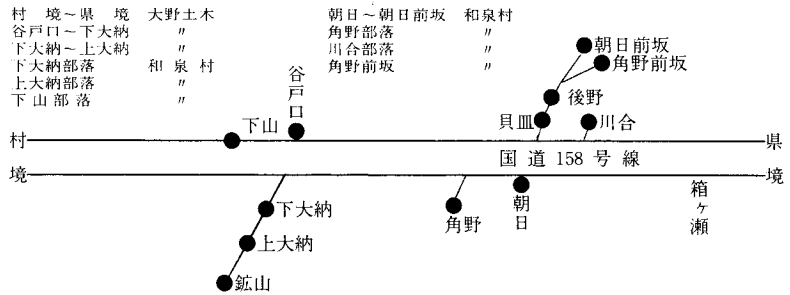 村境～県境 大野土木
谷戸口～下大納 〃
下大納～上大納 〃
下大納部落 和泉村
上大納部落 〃
下山部落 〃
朝日～朝日前坂 和泉村
角野部落 〃
川合部落 〃
角野前坂 〃
谷戸口
下山
朝日前坂
角野前坂
後野
貝皿
川合
村
県
国道158号線
境
境
下大納
上大納
鉱山
角野
朝日
箱ヶ瀬